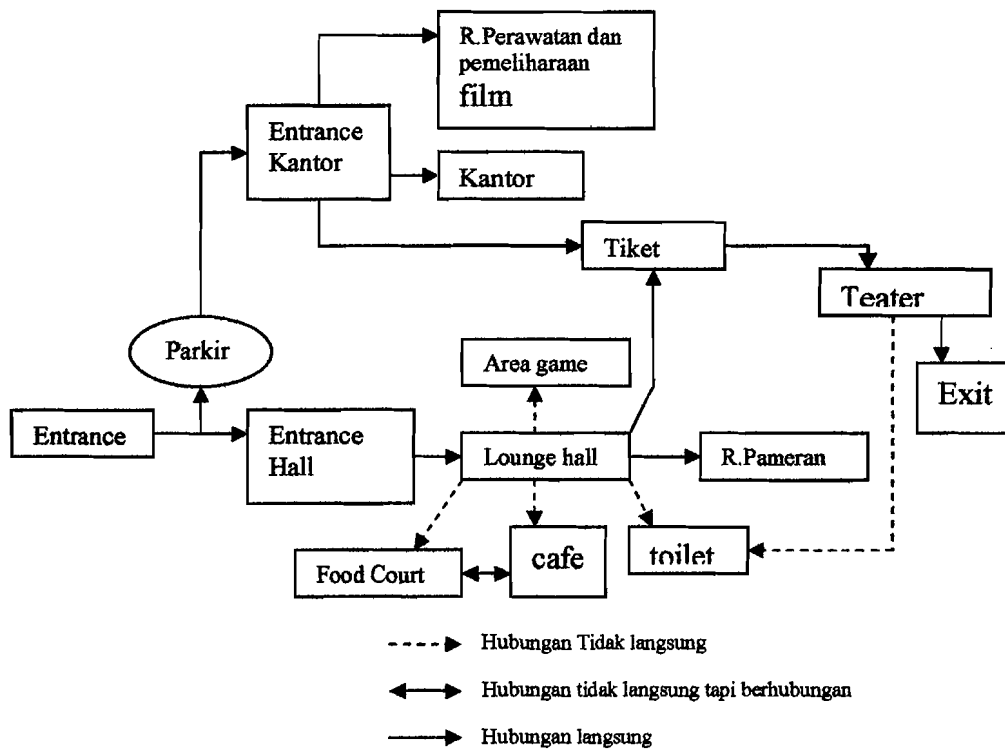 R.Perawatan dan
pemeliharaan
film
Entrance
Kantor
Kantor
Tiket
Teater
Parkir
Area game
Exit
Entrance
Entrance
Hall
Lounge hall
R.Pameran
Food Court
cafe
toilet
Hubungan Tidak langsung
Hubungan tidak langsung tapi berhubungan
Hubungan langsung